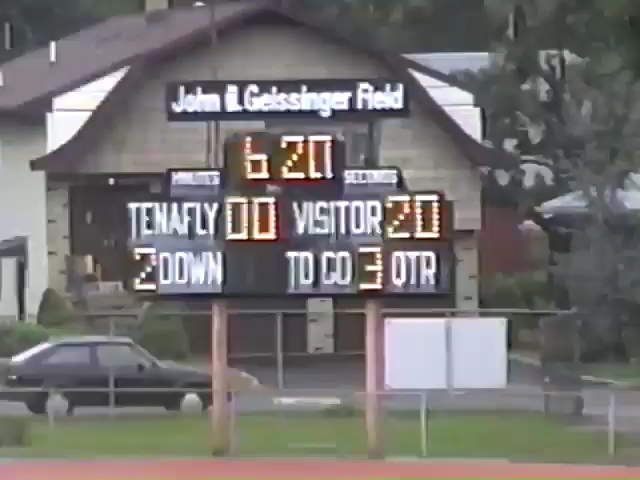 John G. Geissinger Field
6 20
MINUTES SECONDS
TENAFLY 00 VISITOR 20
2 DOWN TO GO 3 QTR